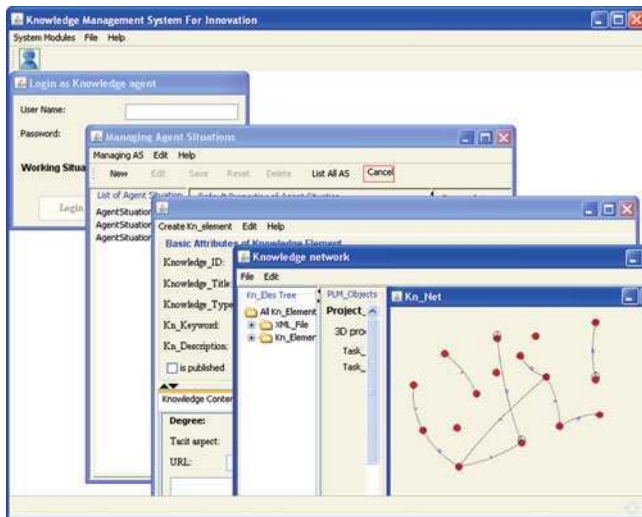 Knowledge Management System For Innovation
System Modules File Help
Login as Knowledge agent
User Name:
Password:
Working Situa
Login
Managing Agent Situations
Managing AS Edit Help
New Edit Save Reset Delete List All AS Cancel
List of Agent Situation
AgentSituation
AgentSituation
AgentSituation
Create Kn_element Edit Help
Basic Attributes of Knowledge Element
Knowledge_ID:
Knowledge_Title:
Knowledge_Type
Kn_Keyword:
Kn_Description:
is published
Knowledge Conter
Degree:
Tacit aspect:
URL:
Knowledge network
File Edit
Kn_Eles Tree
All Kn_Element
XML_File
Kn_Elemer
PLM_Objects
Project_
3D pro
Task_
Task_
Kn_Net